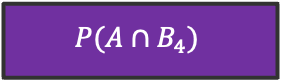 P(A ∩ B₄)